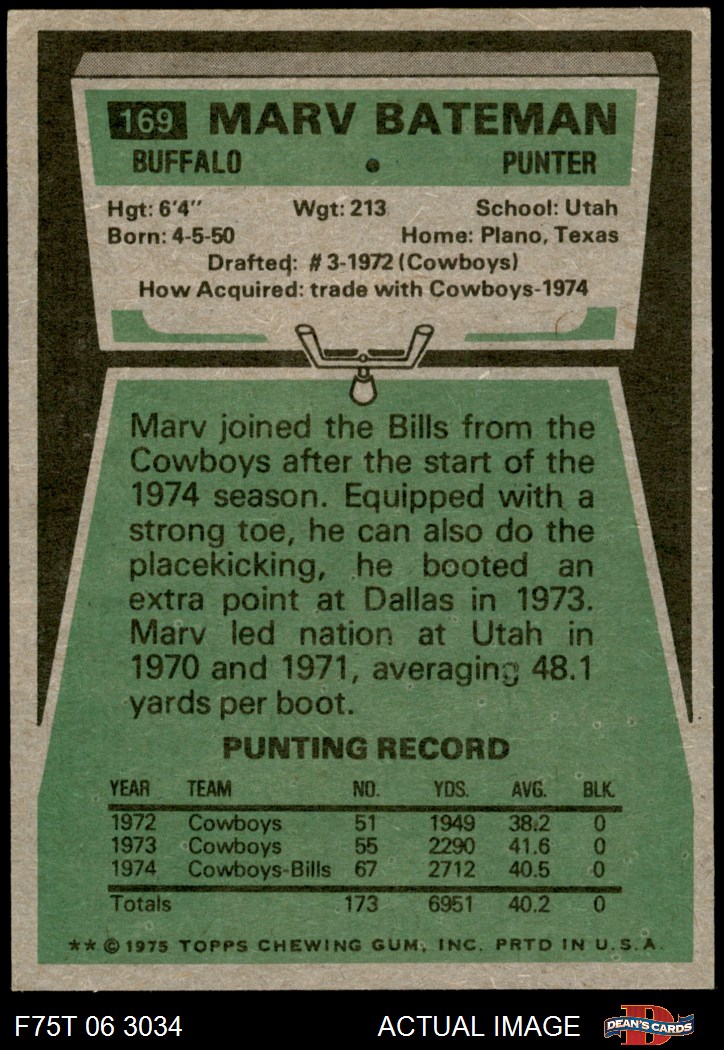 169 MARV BATEMAN
BUFFALO • PUNTER
Hgt: 6'4" Wgt: 213 School: Utah
Born: 4-5-50 Home: Plano, Texas
Drafted: #3-1972 (Cowboys)
How Acquired: trade with Cowboys-1974
Marv joined the Bills from the
Cowboys after the start of the
1974 season. Equipped with a
strong toe, he can also do the
placekicking, he booted an
extra point at Dallas in 1973.
Marv led nation at Utah in
1970 and 1971, averaging 48.1
yards per boot.
PUNTING RECORD
YEAR TEAM NO. YDS. AVG. BLK.
1972 Cowboys 51 1949 38.2 0
1973 Cowboys 55 2290 41.6 0
1974 Cowboys-Bills 67 2712 40.5 0
Totals 173 6951 40.2 0
** © 1975 TOPPS CHEWING GUM, INC. PRTD IN U.S.A.
F75T 06 3034 ACTUAL IMAGE D DEAN'S CARDS